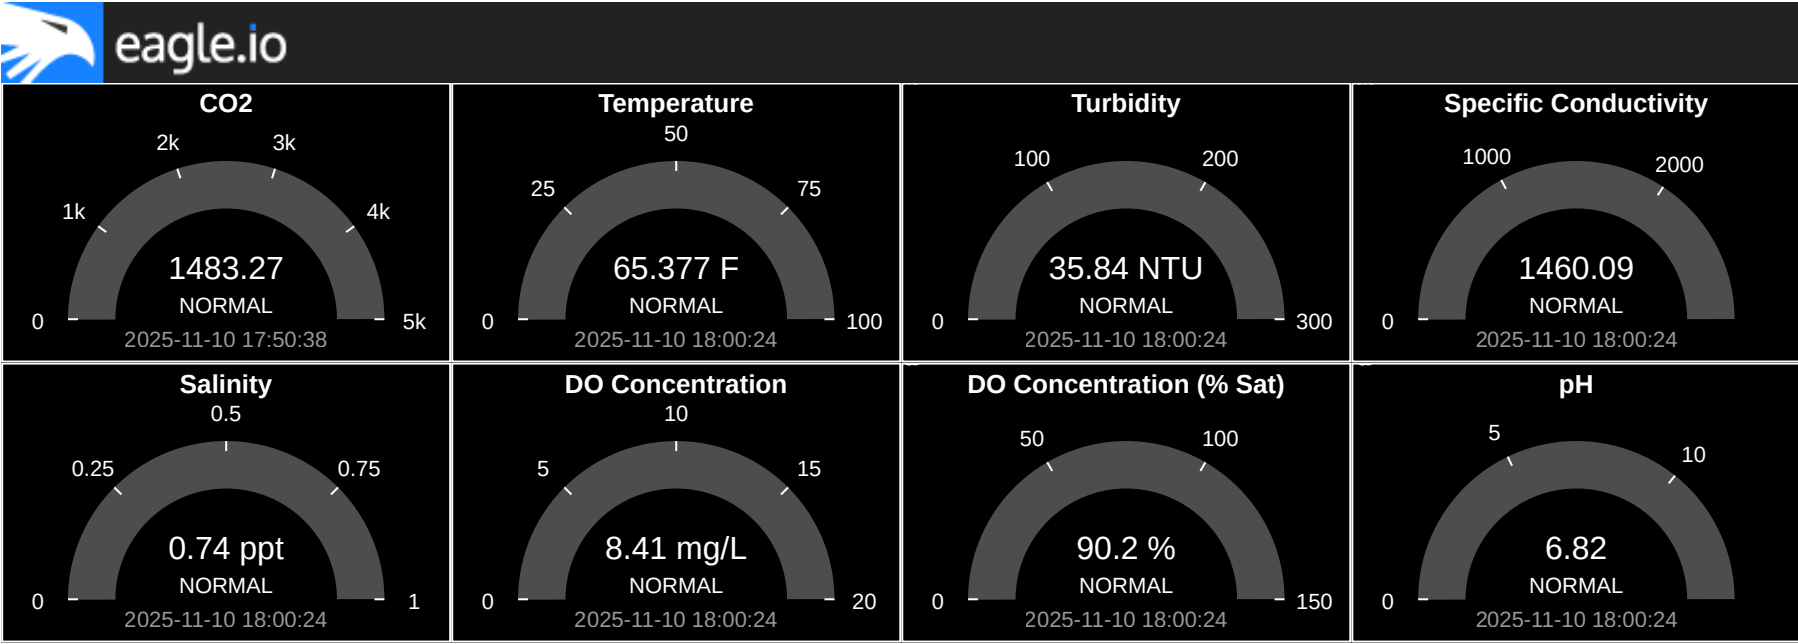 eagle.io
CO2
2k
3k
1k
4k
1483.27
NORMAL
0
5k
2025-11-10 17:50:38
Temperature
50
25
75
65.377 F
NORMAL
0
100
2025-11-10 18:00:24
Turbidity
100
200
35.84 NTU
NORMAL
0
300
2025-11-10 18:00:24
Specific Conductivity
1000
2000
1460.09
NORMAL
0
2025-11-10 18:00:24
Salinity
0.5
0.25
0.75
0.74 ppt
NORMAL
0
1
2025-11-10 18:00:24
DO Concentration
10
5
15
8.41 mg/L
NORMAL
0
20
2025-11-10 18:00:24
DO Concentration (% Sat)
50
100
90.2 %
NORMAL
0
150
2025-11-10 18:00:24
pH
5
10
6.82
NORMAL
0
2025-11-10 18:00:24